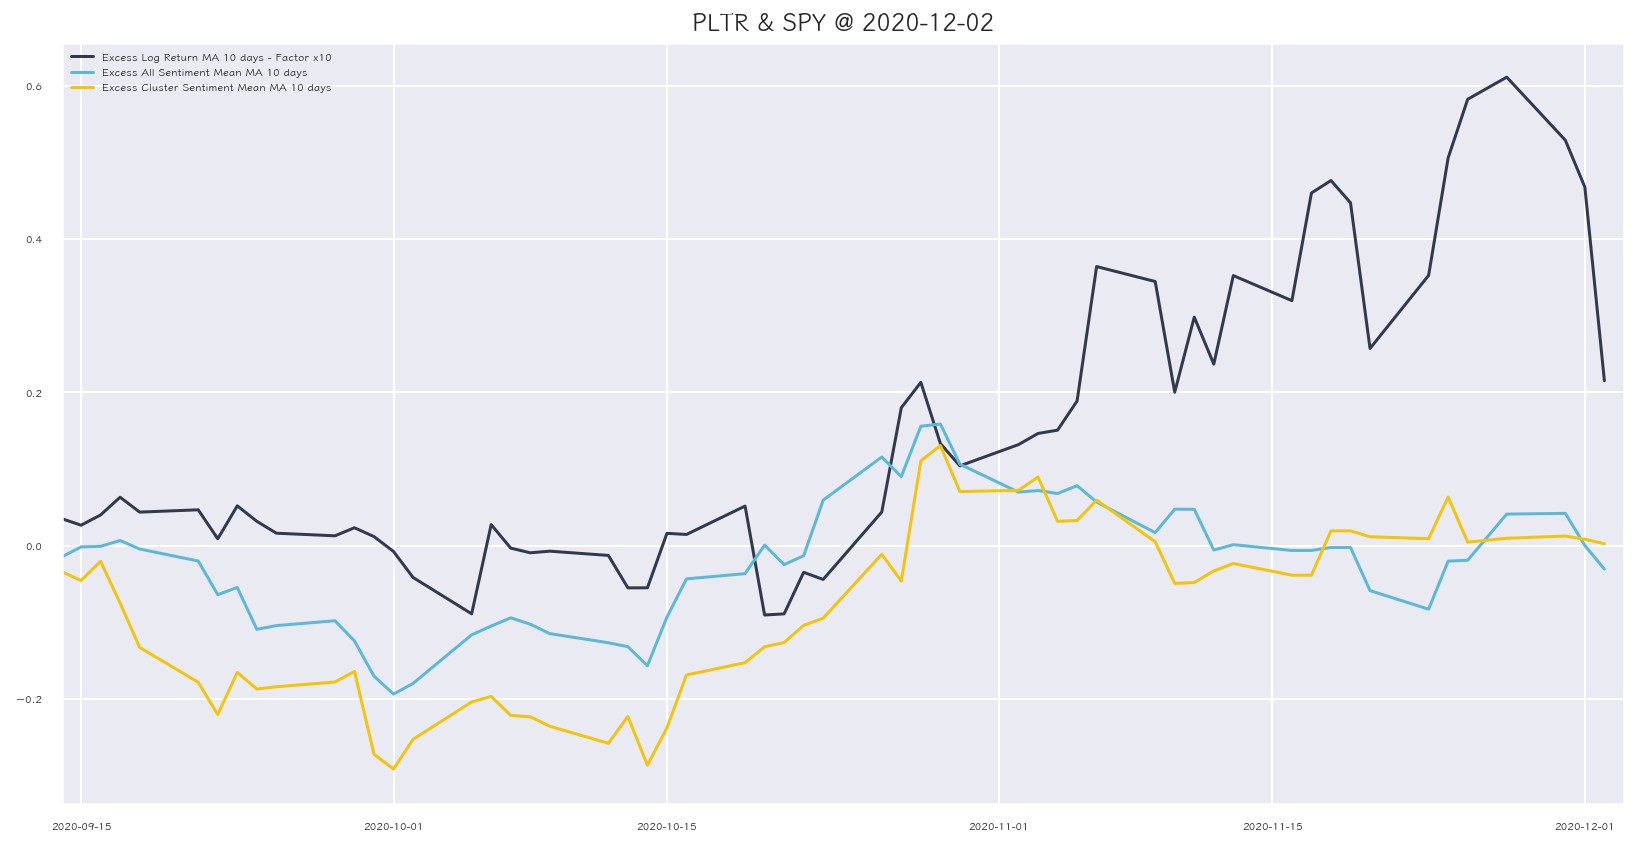 PLTR & SPY @ 2020-12-02
Excess Log Return MA 10 days - Factor x10
Excess All Sentiment Mean MA 10 days
Excess Cluster Sentiment Mean MA 10 days
0.6
0.4
0.2
0.0
−0.2
2020-09-15 2020-10-01 2020-10-15 2020-11-01 2020-11-15 2020-12-01